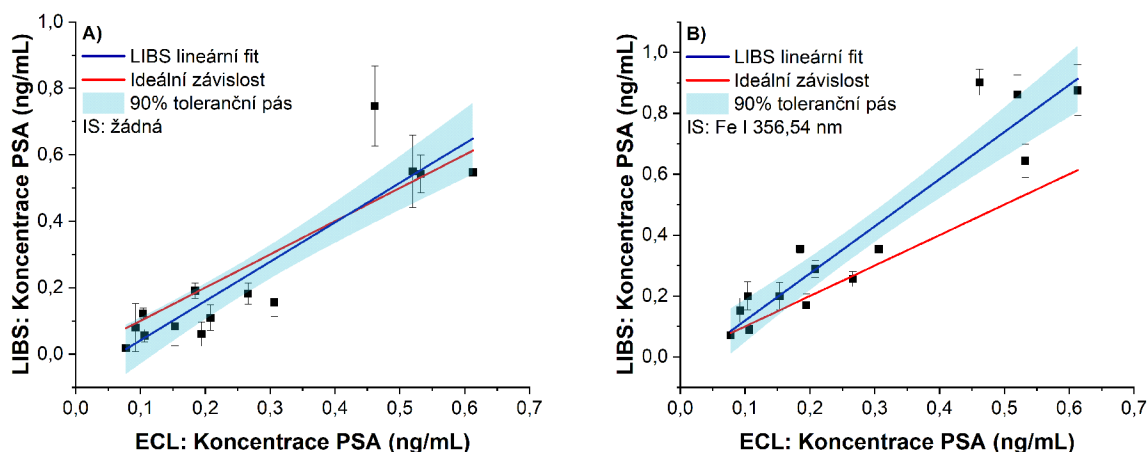 A)
LIBS lineární fit
Ideální závislost
90% toleranční pás
IS: žádná
LIBS: Koncentrace PSA (ng/mL)
1,0
0,8
0,6
0,4
0,2
0,0
0,0 0,1 0,2 0,3 0,4 0,5 0,6 0,7
ECL: Koncentrace PSA (ng/mL)
B)
LIBS lineární fit
Ideální závislost
90% toleranční pás
IS: Fe I 356,54 nm
LIBS: Koncentrace PSA (ng/mL)
1,0
0,8
0,6
0,4
0,2
0,0
0,0 0,1 0,2 0,3 0,4 0,5 0,6 0,7
ECL: Koncentrace PSA (ng/mL)